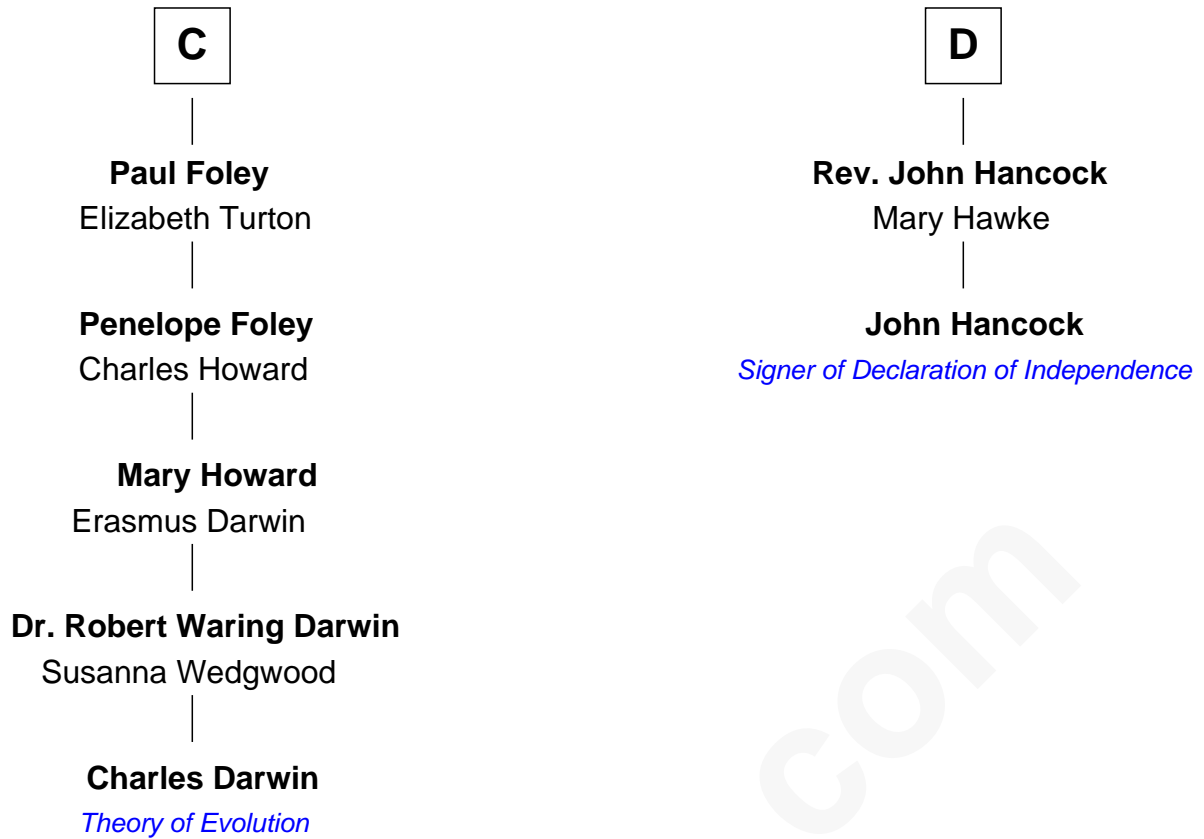 C
Paul Foley
Elizabeth Turton
Penelope Foley
Charles Howard
Mary Howard
Erasmus Darwin
Dr. Robert Waring Darwin
Susanna Wedgwood
Charles Darwin
Theory of Evolution
D
Rev. John Hancock
Mary Hawke
John Hancock
Signer of Declaration of Independence
com